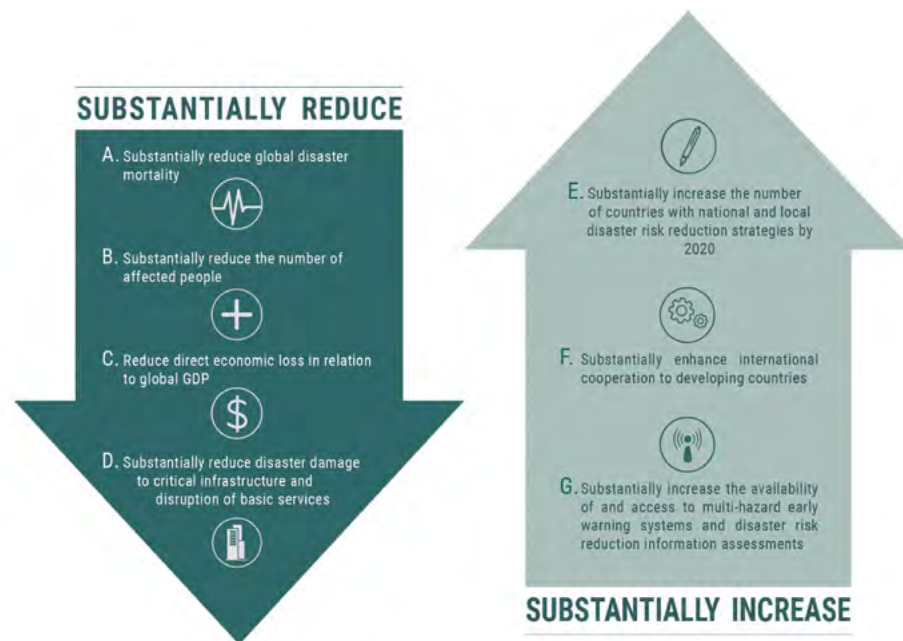 SUBSTANTIALLY REDUCE
A. Substantially reduce global disaster
mortality
B. Substantially reduce the number of
affected people
C. Reduce direct economic loss in relation
to global GDP
$
D. Substantially reduce disaster damage
to critical infrastructure and
disruption of basic services
E. Substantially increase the number
of countries with national and local
disaster risk reduction strategies by
2020
F. Substantially enhance international
cooperation to developing countries
G. Substantially increase the availability
of and access to multi-hazard early
warning systems and disaster risk
reduction information assessments
SUBSTANTIALLY INCREASE